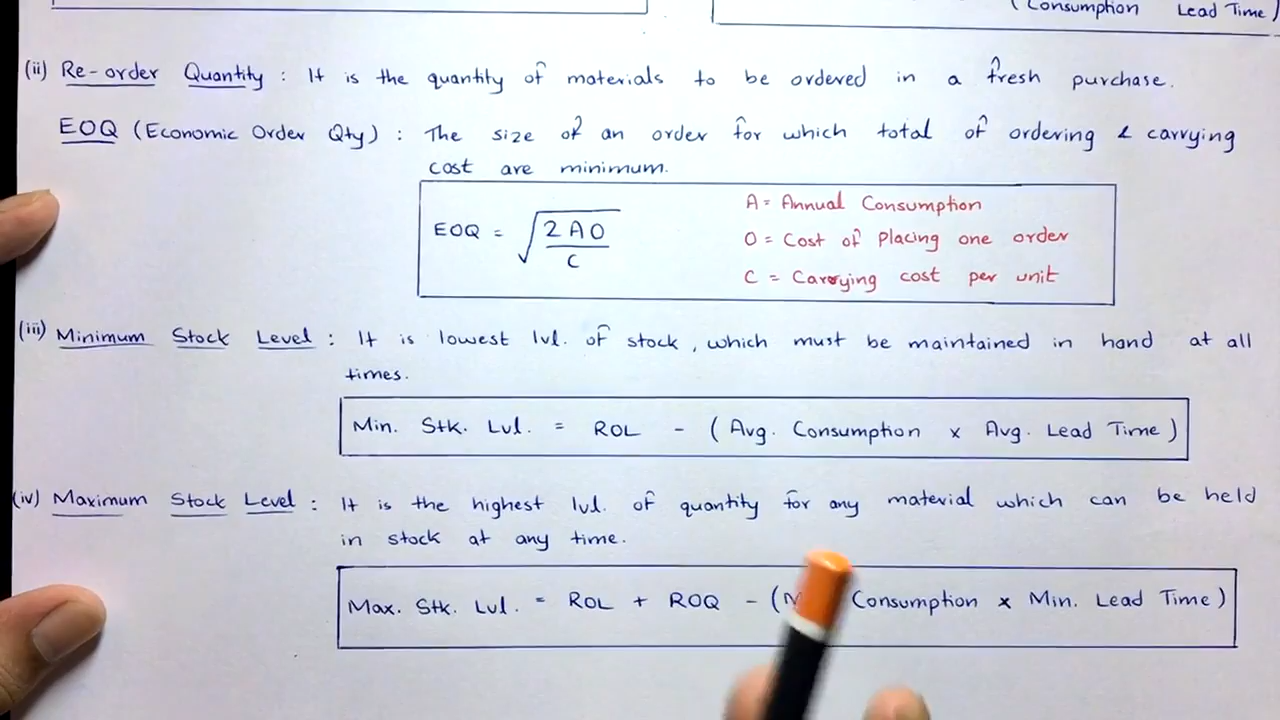 (Consumption Lead Time)
(ii) Re-order Quantity : It is the quantity of materials to be ordered in a fresh purchase.
EOQ (Economic Order Qty) : The size of an order for which total of ordering & carrying
cost are minimum.
EOQ = √2AO/C
A = Annual Consumption
O = Cost of Placing one order
C = Carrying cost per unit
(iii) Minimum Stock Level : It is lowest lvl. of stock, which must be maintained in hand at all
times.
Min. Stk. Lvl. = ROL - (Avg. Consumption x Avg. Lead Time)
(iv) Maximum Stock Level : It is the highest lvl. of quantity for any material which can be held
in stock at any time.
Max. Stk. Lvl. = ROL + ROQ - ( Consumption x Min. Lead Time)